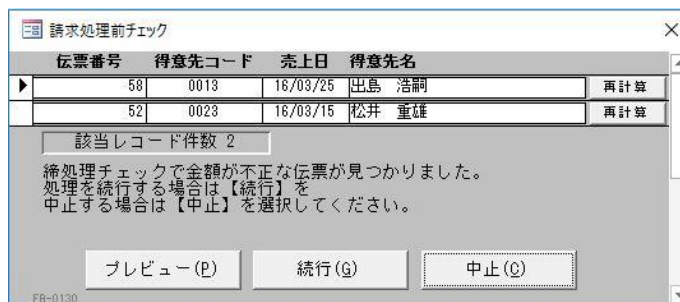 請求処理前チェック
伝票番号 得意先コード 売上日 得意先名
58 0013 16/03/25 出島 浩嗣 再計算
52 0023 16/03/15 松井 重雄 再計算
該当レコード件数 2
締処理チェックで金額が不正な伝票が見つかりました。
処理を続行する場合は【続行】を
中止する場合は【中止】を選択してください。
プレビュー(P) 続行(G) 中止(C)
FB-0130